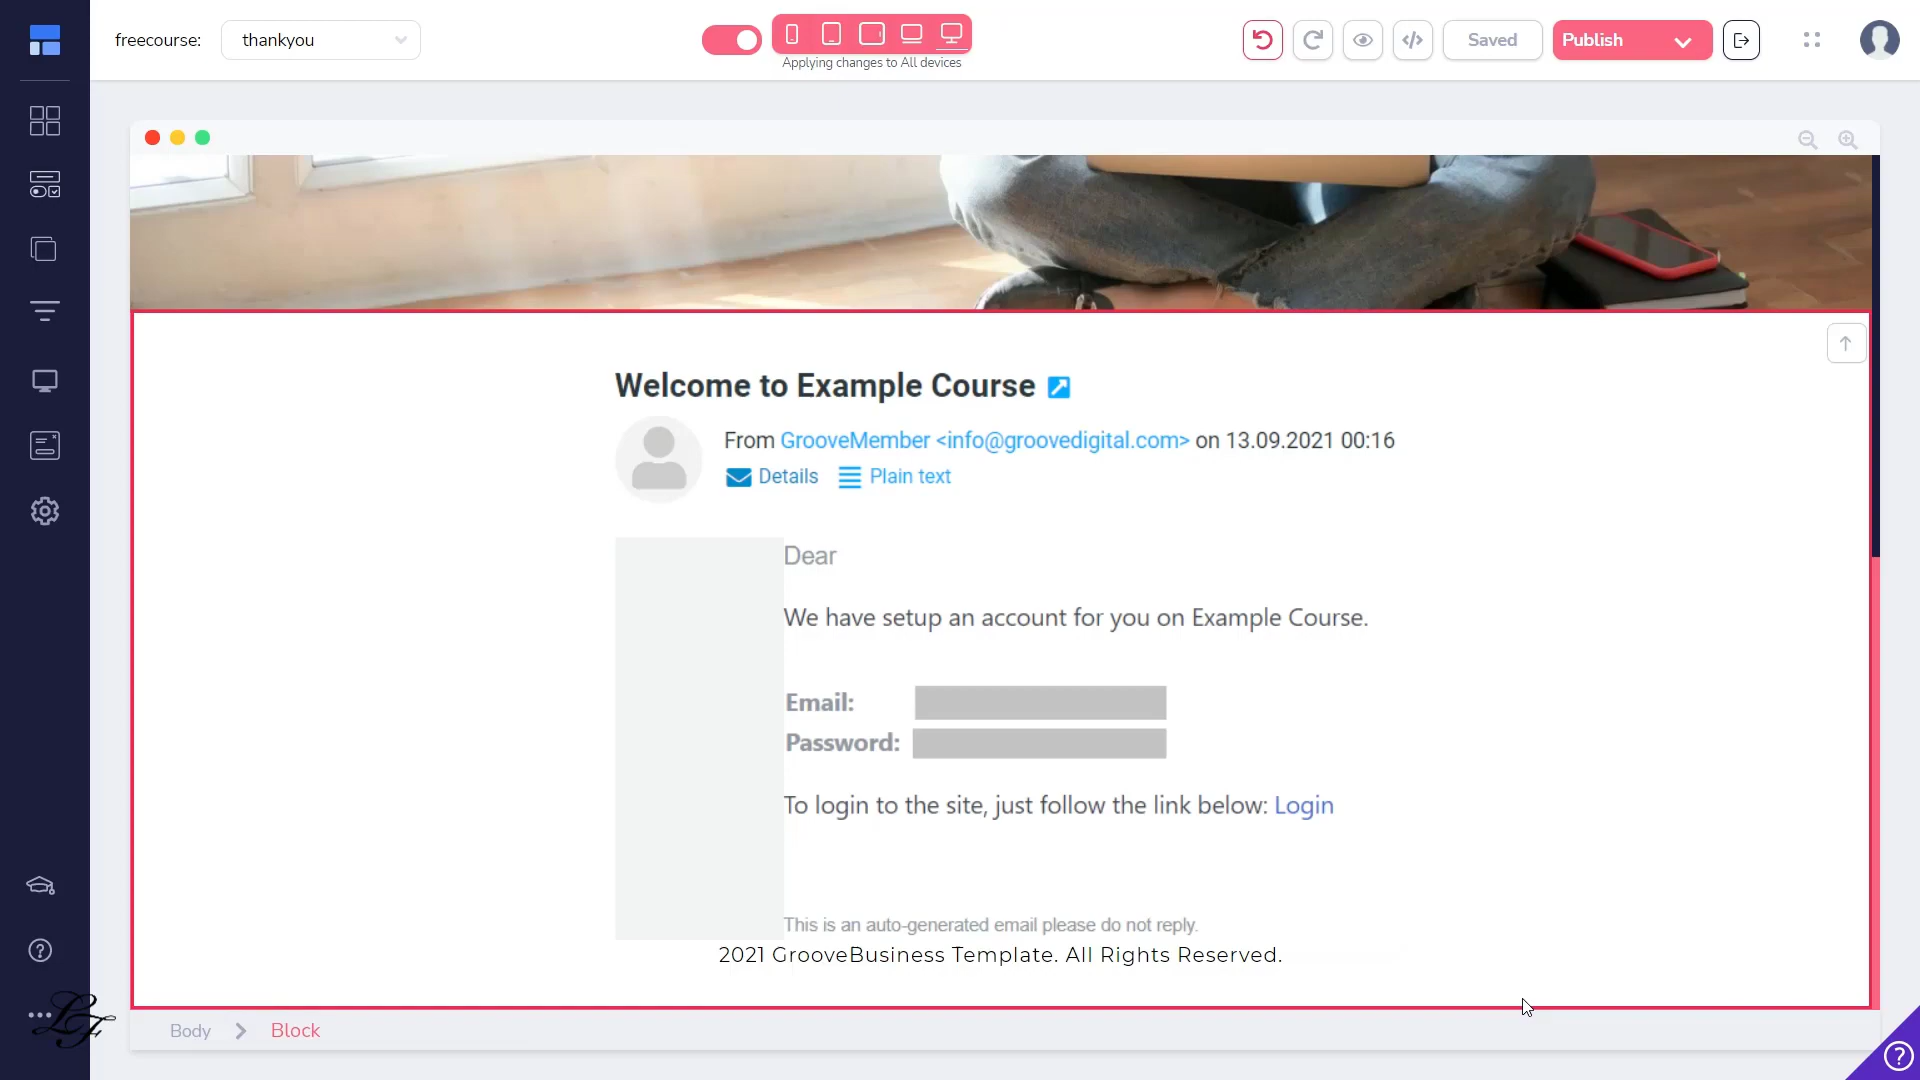 freecourse:
thankyou
Applying changes to All devices
Saved
Publish
Welcome to Example Course
From GrooveMember <info@groovedigital.com> on 13.09.2021 00:16
Details Plain text
Dear
We have setup an account for you on Example Course.
Email:
Password:
To login to the site, just follow the link below: Login
This is an auto-generated email please do not reply.
2021 GrooveBusiness Template. All Rights Reserved.
LF
Body > Block